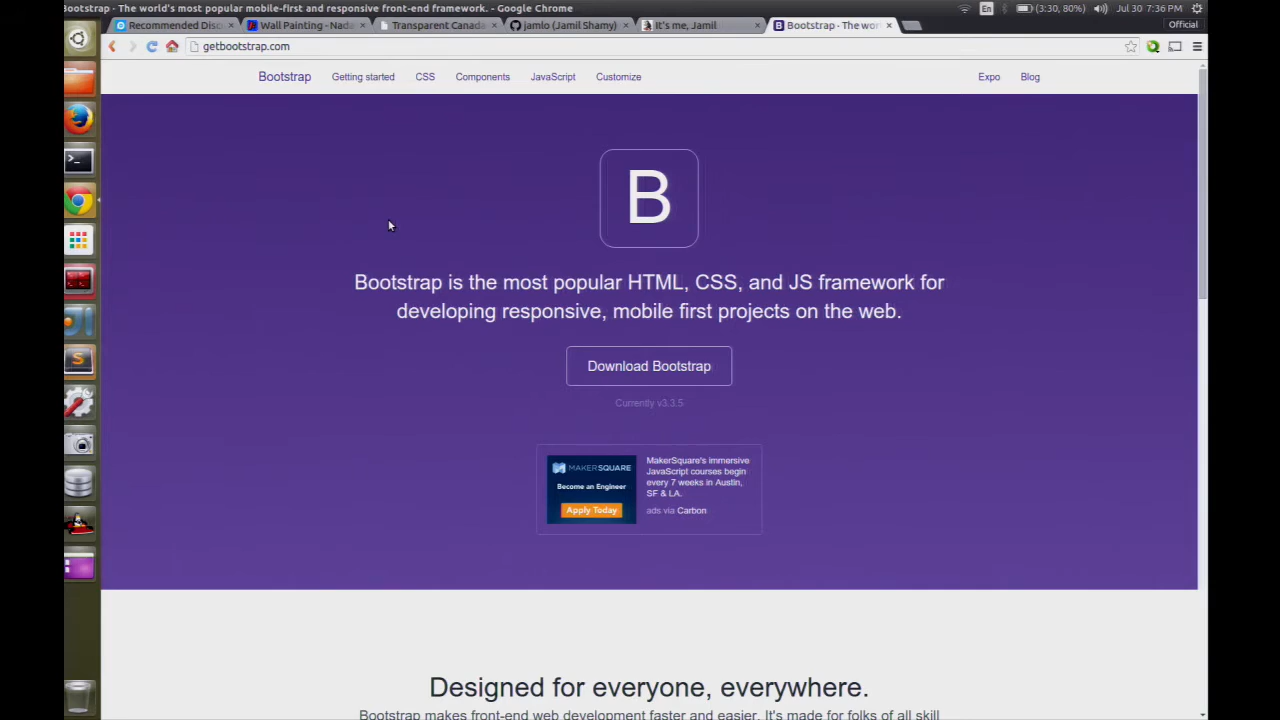 Bootstrap - The world's most popular mobile-first and responsive front-end framework. - Google Chrome
En
(3:30, 80%)
Jul 30 7:36 PM
Recommended Disc
Wall Painting - Nada
Transparent Canada
jamlo (Jamil Shamy)
It's me, Jamil
Bootstrap - The wor
Official
getbootstrap.com
Bootstrap
Getting started
CSS
Components
JavaScript
Customize
Expo
Blog
B
Bootstrap is the most popular HTML, CSS, and JS framework for
developing responsive, mobile first projects on the web.
Download Bootstrap
Currently v3.3.5
MAKERSQUARE
Become an Engineer
Apply Today
MakerSquare's immersive
JavaScript courses begin
every 7 weeks in Austin,
SF & LA.
ads via Carbon
Designed for everyone, everywhere.
Bootstrap makes front-end web development faster and easier. It's made for folks of all skill